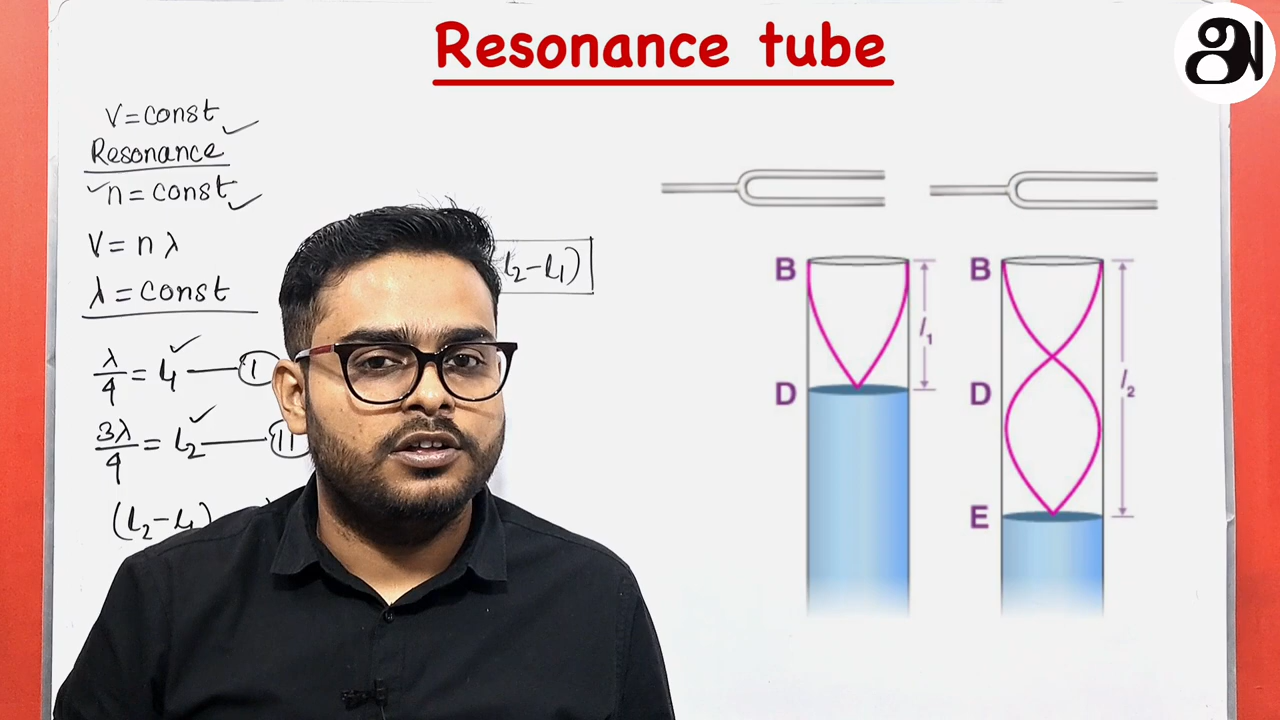 Resonance tube
V=const
Resonance
n=const
V=nλ
λ=const
λ/4=l1 — I
3λ/4=l2 — II
(l2-l1)
l2-l1)
B
l1
D
B
D
l2
E